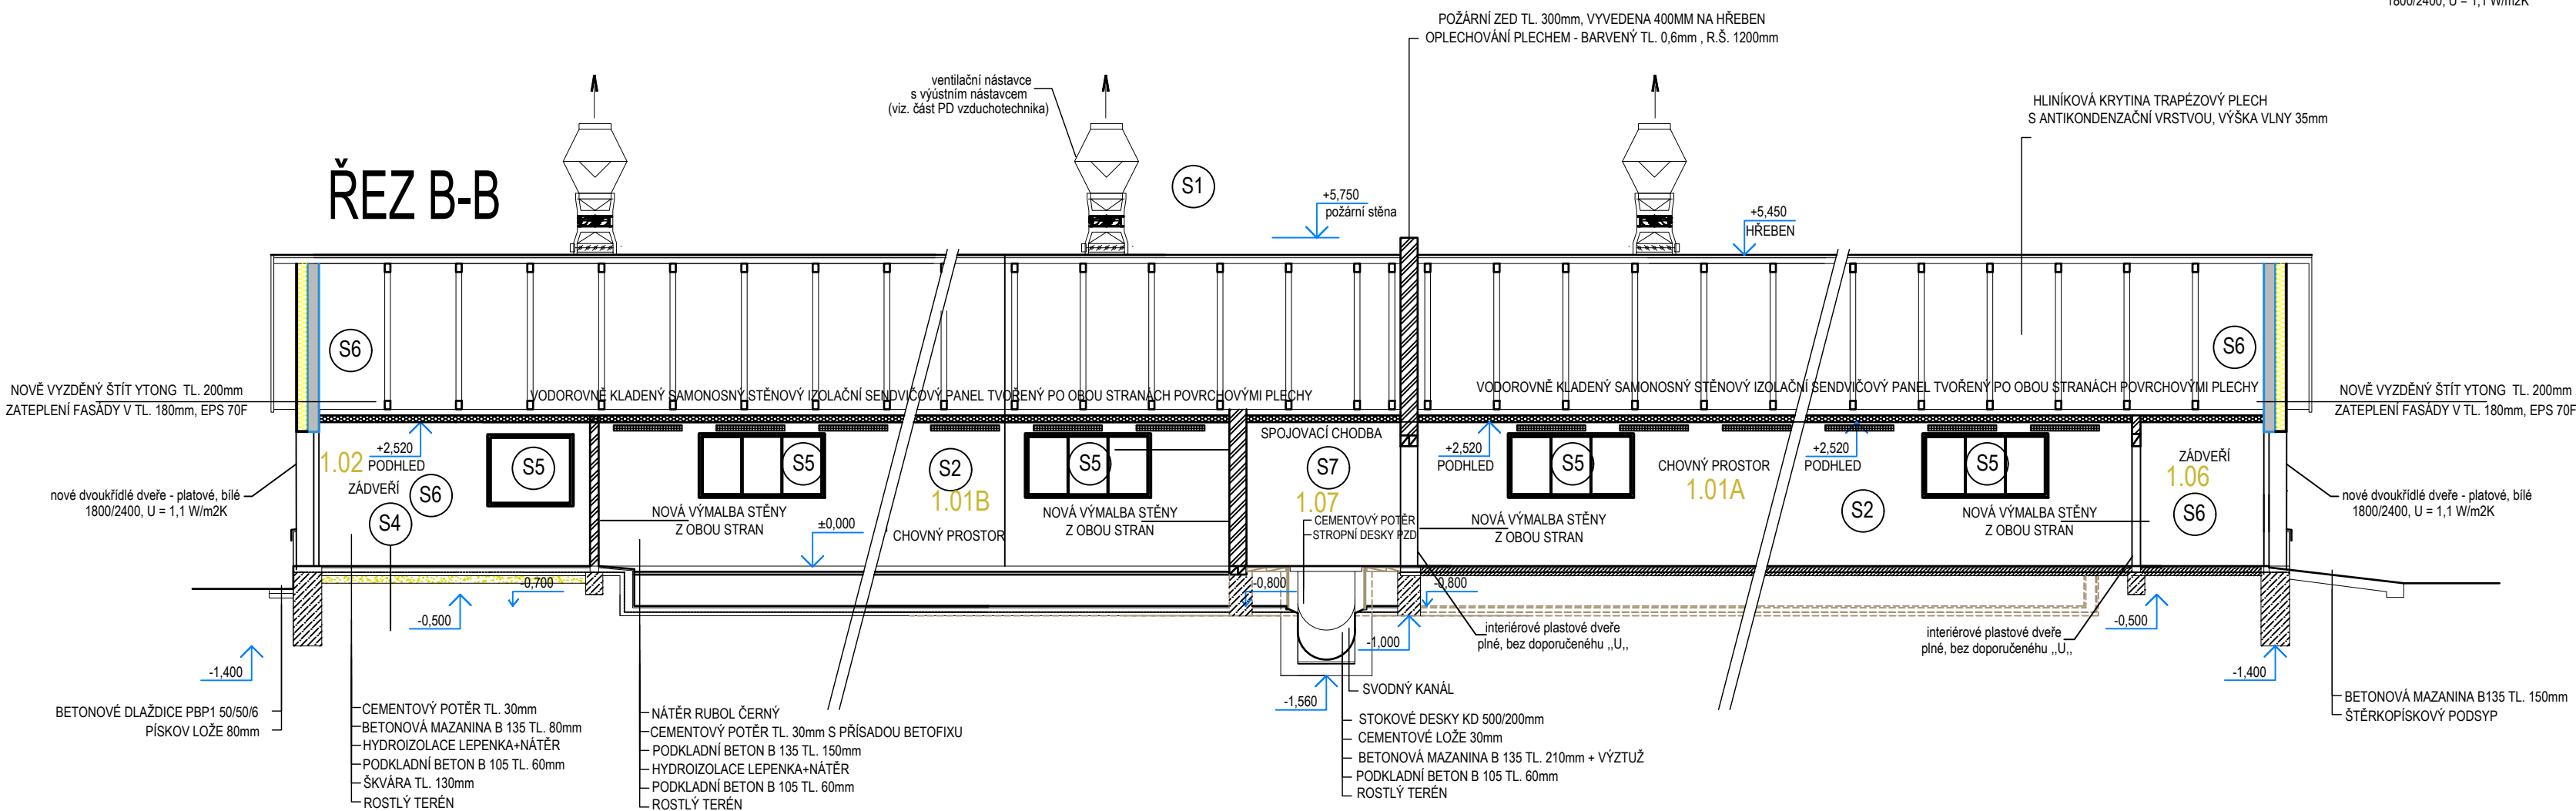 1800/2400, U = 1,1 W/m2K
POŽÁRNÍ ZED TL. 300mm, VYVEDENA 400MM NA HŘEBEN
OPLECHOVÁNÍ PLECHEM - BARVENÝ TL. 0,6mm , R.Š. 1200mm
ventilační nástavce
s výústním nástavcem
(viz. část PD vzduchotechnika)
HLINÍKOVÁ KRYTINA TRAPÉZOVÝ PLECH
S ANTIKONDENZAČNÍ VRSTVOU, VÝŠKA VLNY 35mm
ŘEZ B-B
S1
+5,750
požární stěna
+5,450
HŘEBEN
S6
S6
NOVĚ VYZDĚNÝ ŠTÍT YTONG TL. 200mm
ZATEPLENÍ FASÁDY V TL. 180mm, EPS 70F
VODOROVNĚ KLADENÝ SAMONOSNÝ STĚNOVÝ IZOLAČNÍ SENDVIČOVÝ PANEL TVOŘENÝ PO OBOU STRANÁCH POVRCHOVÝMI PLECHY
VODOROVNĚ KLADENÝ SAMONOSNÝ STĚNOVÝ IZOLAČNÍ SENDVIČOVÝ PANEL TVOŘENÝ PO OBOU STRANÁCH POVRCHOVÝMI PLECHY
NOVĚ VYZDĚNÝ ŠTÍT YTONG TL. 200mm
ZATEPLENÍ FASÁDY V TL. 180mm, EPS 70F
1.02
+2,520
PODHLED
ZÁDVEŘÍ
S6
S4
S5
S5
S2
1.01B
CHOVNÝ PROSTOR
S5
SPOJOVACÍ CHODBA
S7
1.07
+2,520
PODHLED
S5
CHOVNÝ PROSTOR
1.01A
+2,520
PODHLED
S2
S5
ZÁDVEŘÍ
1.06
S6
nové dvoukřídlé dveře - platové, bílé
1800/2400, U = 1,1 W/m2K
NOVÁ VÝMALBA STĚNY
Z OBOU STRAN
±0,000
NOVÁ VÝMALBA STĚNY
Z OBOU STRAN
CEMENTOVÝ POTĚR
STROPNÍ DESKY PZD
NOVÁ VÝMALBA STĚNY
Z OBOU STRAN
NOVÁ VÝMALBA STĚNY
Z OBOU STRAN
nové dvoukřídlé dveře - platové, bílé
1800/2400, U = 1,1 W/m2K
-0,700
-0,800
-0,800
-0,500
-0,500
-1,000
interiérové plastové dveře
plné, bez doporučenéhu ,,U,,
interiérové plastové dveře
plné, bez doporučenéhu ,,U,,
-1,400
-1,400
-1,560
BETONOVÉ DLAŽDICE PBP1 50/50/6
PÍSKOV LOŽE 80mm
CEMENTOVÝ POTĚR TL. 30mm
BETONOVÁ MAZANINA B 135 TL. 80mm
HYDROIZOLACE LEPENKA+NÁTĚR
PODKLADNÍ BETON B 105 TL. 60mm
ŠKVÁRA TL. 130mm
ROSTLÝ TERÉN
NÁTĚR RUBOL ČERNÝ
CEMENTOVÝ POTĚR TL. 30mm S PŘÍSADOU BETOFIXU
PODKLADNÍ BETON B 135 TL. 150mm
HYDROIZOLACE LEPENKA+NÁTĚR
PODKLADNÍ BETON B 105 TL. 60mm
ROSTLÝ TERÉN
SVODNÝ KANÁL
STOKOVÉ DESKY KD 500/200mm
CEMENTOVÉ LOŽE 30mm
BETONOVÁ MAZANINA B 135 TL. 210mm + VÝZTUŽ
PODKLADNÍ BETON B 105 TL. 60mm
ROSTLÝ TERÉN
BETONOVÁ MAZANINA B135 TL. 150mm
ŠTĚRKOPÍSKOVÝ PODSYP